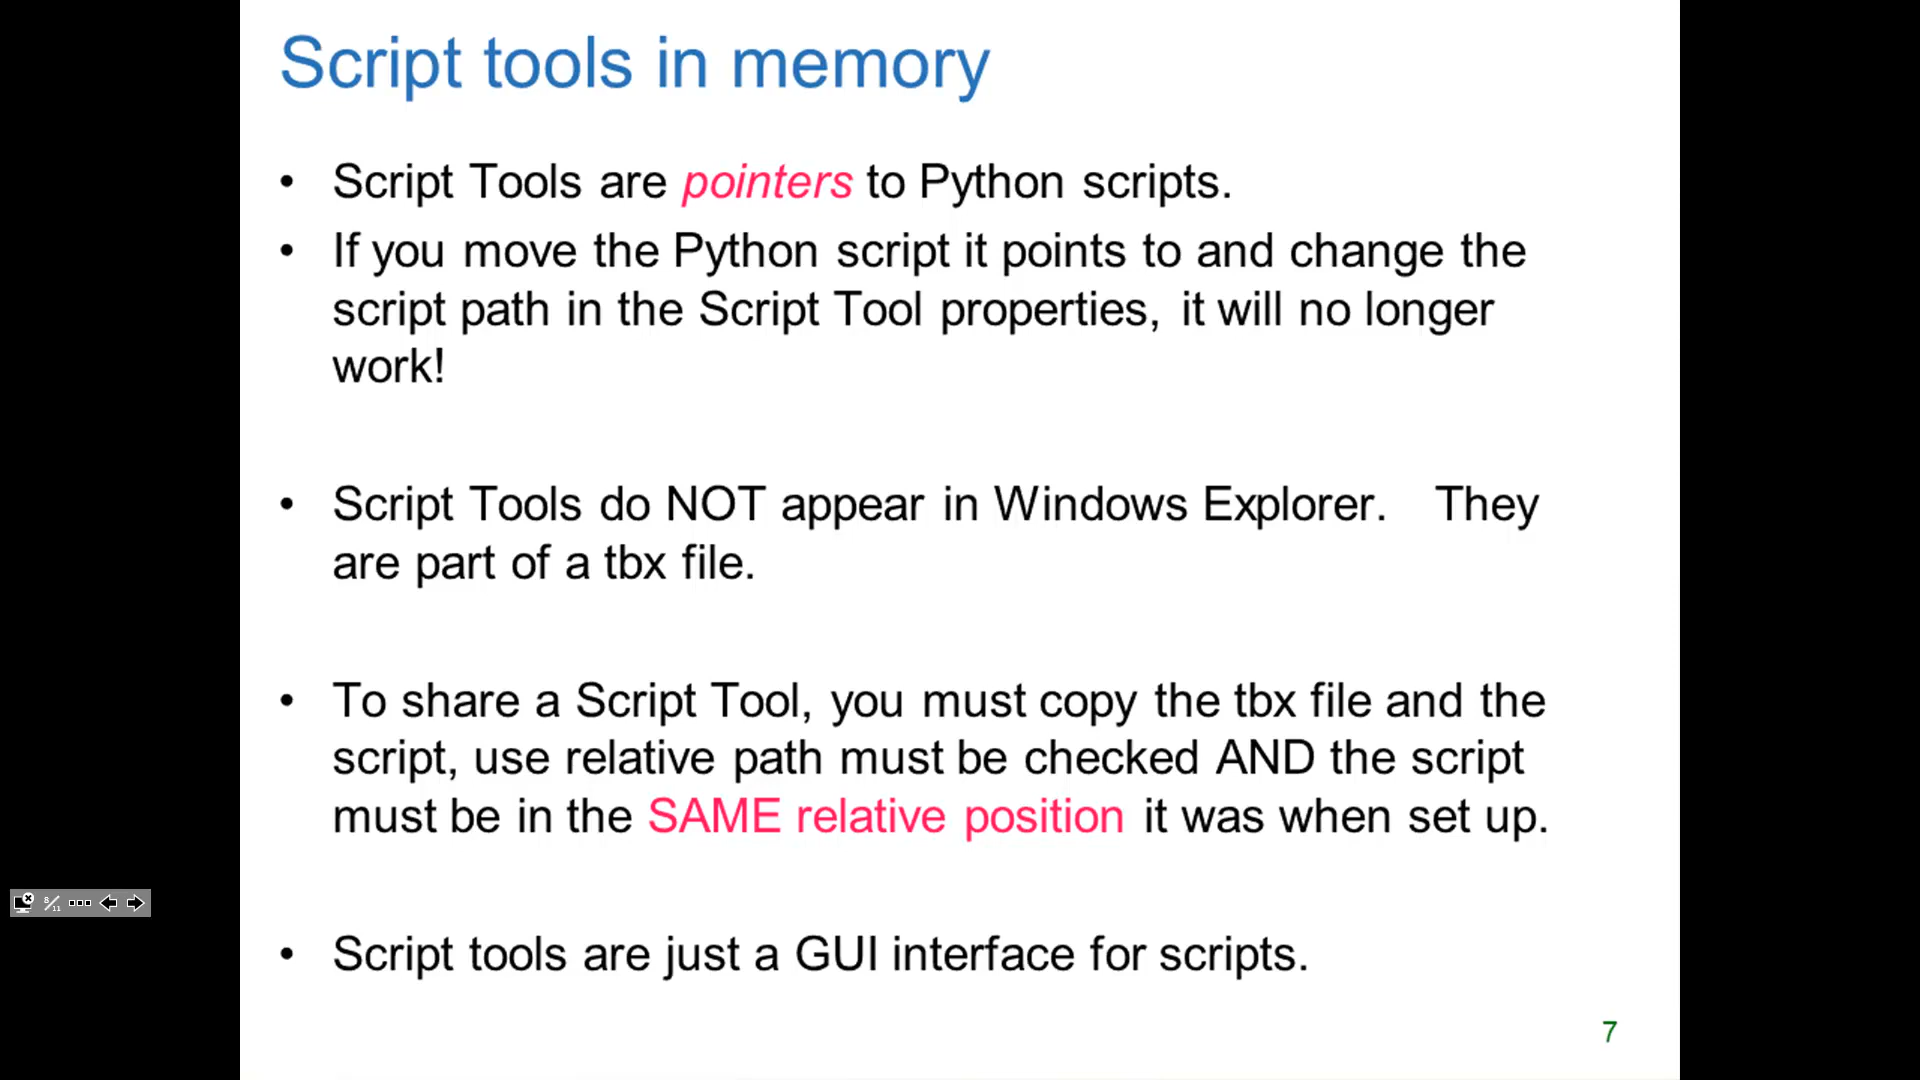 Script tools in memory
• Script Tools are pointers to Python scripts.
• If you move the Python script it points to and change the
script path in the Script Tool properties, it will no longer
work!
• Script Tools do NOT appear in Windows Explorer. They
are part of a tbx file.
• To share a Script Tool, you must copy the tbx file and the
script, use relative path must be checked AND the script
must be in the SAME relative position it was when set up.
8/11
• Script tools are just a GUI interface for scripts.
7